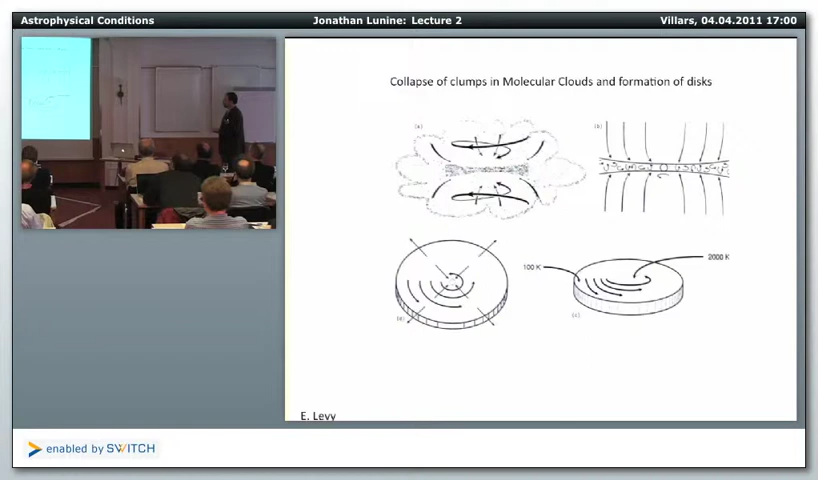 Astrophysical Conditions
Jonathan Lunine: Lecture 2
Villars, 04.04.2011 17:00
Collapse of clumps in Molecular Clouds and formation of disks
(a)
(b)
100 K
2000 K
(c)
E. Levy
enabled by SWITCH